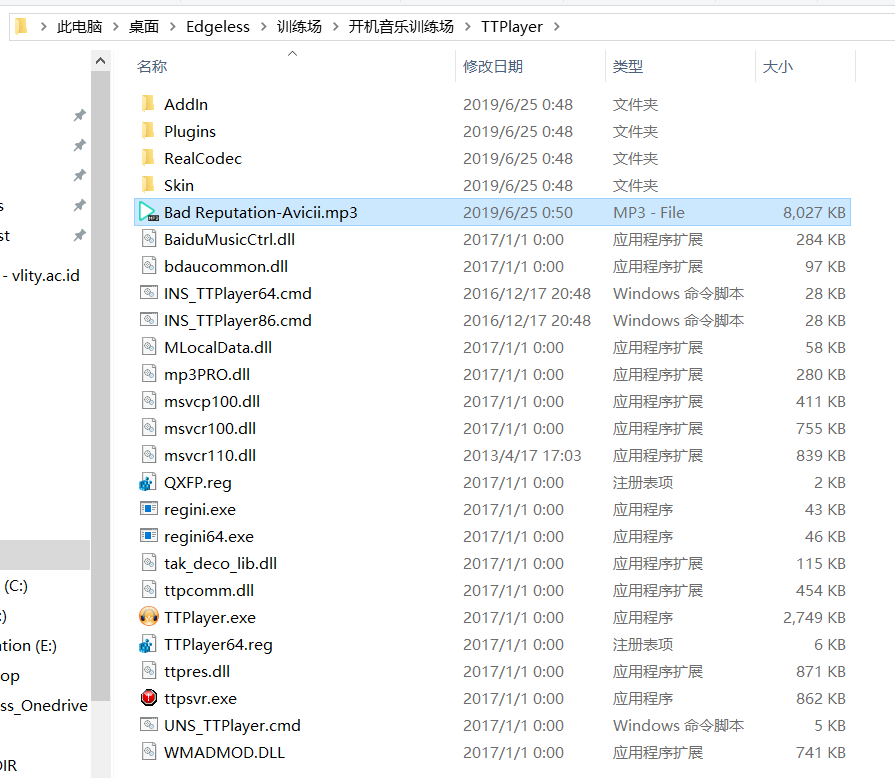 此电脑 > 桌面 > Edgeless > 训练场 > 开机音乐训练场 > TTPlayer >
名称 修改日期 类型 大小
AddIn 2019/6/25 0:48 文件夹
Plugins 2019/6/25 0:48 文件夹
RealCodec 2019/6/25 0:48 文件夹
Skin 2019/6/25 0:48 文件夹
Bad Reputation-Avicii.mp3 2019/6/25 0:50 MP3 - File 8,027 KB
BaiduMusicCtrl.dll 2017/1/1 0:00 应用程序扩展 284 KB
bdaucommon.dll 2017/1/1 0:00 应用程序扩展 97 KB
INS_TTPlayer64.cmd 2016/12/17 20:48 Windows 命令脚本 28 KB
INS_TTPlayer86.cmd 2016/12/17 20:48 Windows 命令脚本 28 KB
MLocalData.dll 2017/1/1 0:00 应用程序扩展 58 KB
mp3PRO.dll 2017/1/1 0:00 应用程序扩展 280 KB
msvcp100.dll 2017/1/1 0:00 应用程序扩展 411 KB
msvcr100.dll 2017/1/1 0:00 应用程序扩展 755 KB
msvcr110.dll 2013/4/17 17:03 应用程序扩展 839 KB
QXFP.reg 2017/1/1 0:00 注册表项 2 KB
regini.exe 2017/1/1 0:00 应用程序 43 KB
regini64.exe 2017/1/1 0:00 应用程序 46 KB
tak_deco_lib.dll 2017/1/1 0:00 应用程序扩展 115 KB
ttpcomm.dll 2017/1/1 0:00 应用程序扩展 454 KB
TTPlayer.exe 2017/1/1 0:00 应用程序 2,749 KB
TTPlayer64.reg 2017/1/1 0:00 注册表项 6 KB
ttpres.dll 2017/1/1 0:00 应用程序扩展 871 KB
ttpsvr.exe 2017/1/1 0:00 应用程序 862 KB
UNS_TTPlayer.cmd 2017/1/1 0:00 Windows 命令脚本 5 KB
WMADMOD.DLL 2017/1/1 0:00 应用程序扩展 741 KB
s
st
- vlity.ac.id
(C:)
:)
ation (E:)
op
ss_Onedrive
DIR